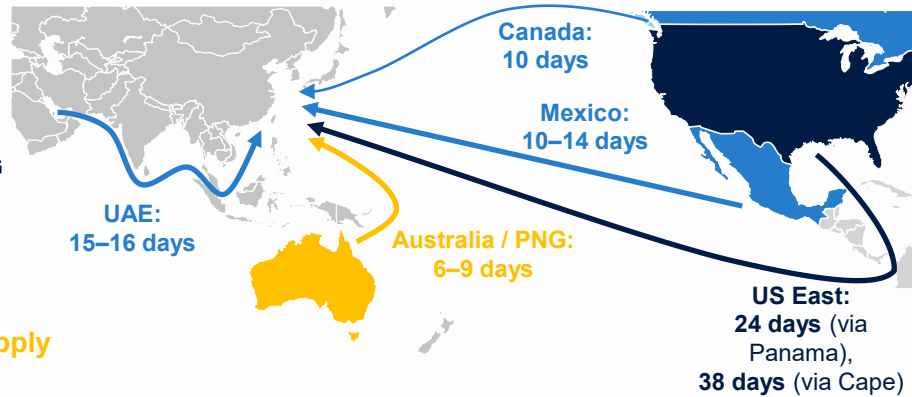 Canada:
10 days
Mexico:
10–14 days
s
UAE:
15–16 days
Australia / PNG:
6–9 days
US East:
24 days (via
Panama),
38 days (via Cape)
pply